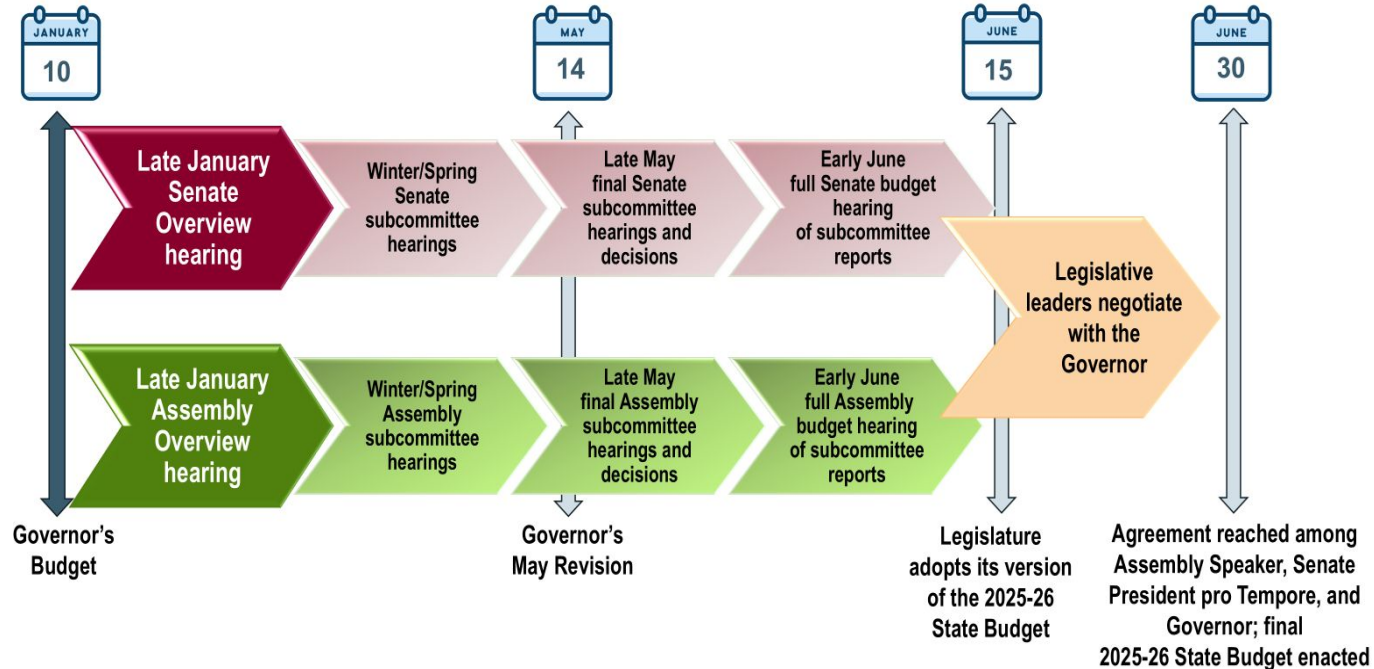 JANUARY
10
MAY
14
JUNE
15
JUNE
30
Late January
Senate
Overview
hearing
Winter/Spring
Senate
subcommittee
hearings
Late May
final Senate
subcommittee
hearings and
decisions
Early June
full Senate budget
hearing
of subcommittee
reports
Legislative
leaders negotiate
with the
Governor
Late January
Assembly
Overview
hearing
Winter/Spring
Assembly
subcommittee
hearings
Late May
final Assembly
subcommittee
hearings and
decisions
Early June
full Assembly
budget hearing
of subcommittee
reports
Governor’s
Budget
Governor’s
May Revision
Legislature
adopts its version
of the 2025-26
State Budget
Agreement reached among
Assembly Speaker, Senate
President pro Tempore, and
Governor; final
2025-26 State Budget enacted